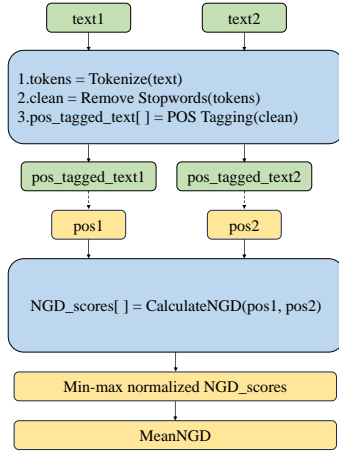 text1 text2
1.tokens = Tokenize(text)
2.clean = Remove Stopwords(tokens)
3.pos_tagged_text[ ] = POS Tagging(clean)
pos_tagged_text1 pos_tagged_text2
pos1 pos2
NGD_scores[ ] = CalculateNGD(pos1, pos2)
Min-max normalized NGD_scores
MeanNGD